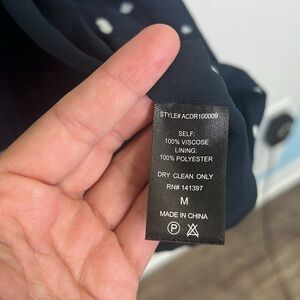 STYLE# ACDR100009
SELF:
100% VISCOSE
LINING:
100% POLYESTER
DRY CLEAN ONLY
RN# 141397
M
MADE IN CHINA
P